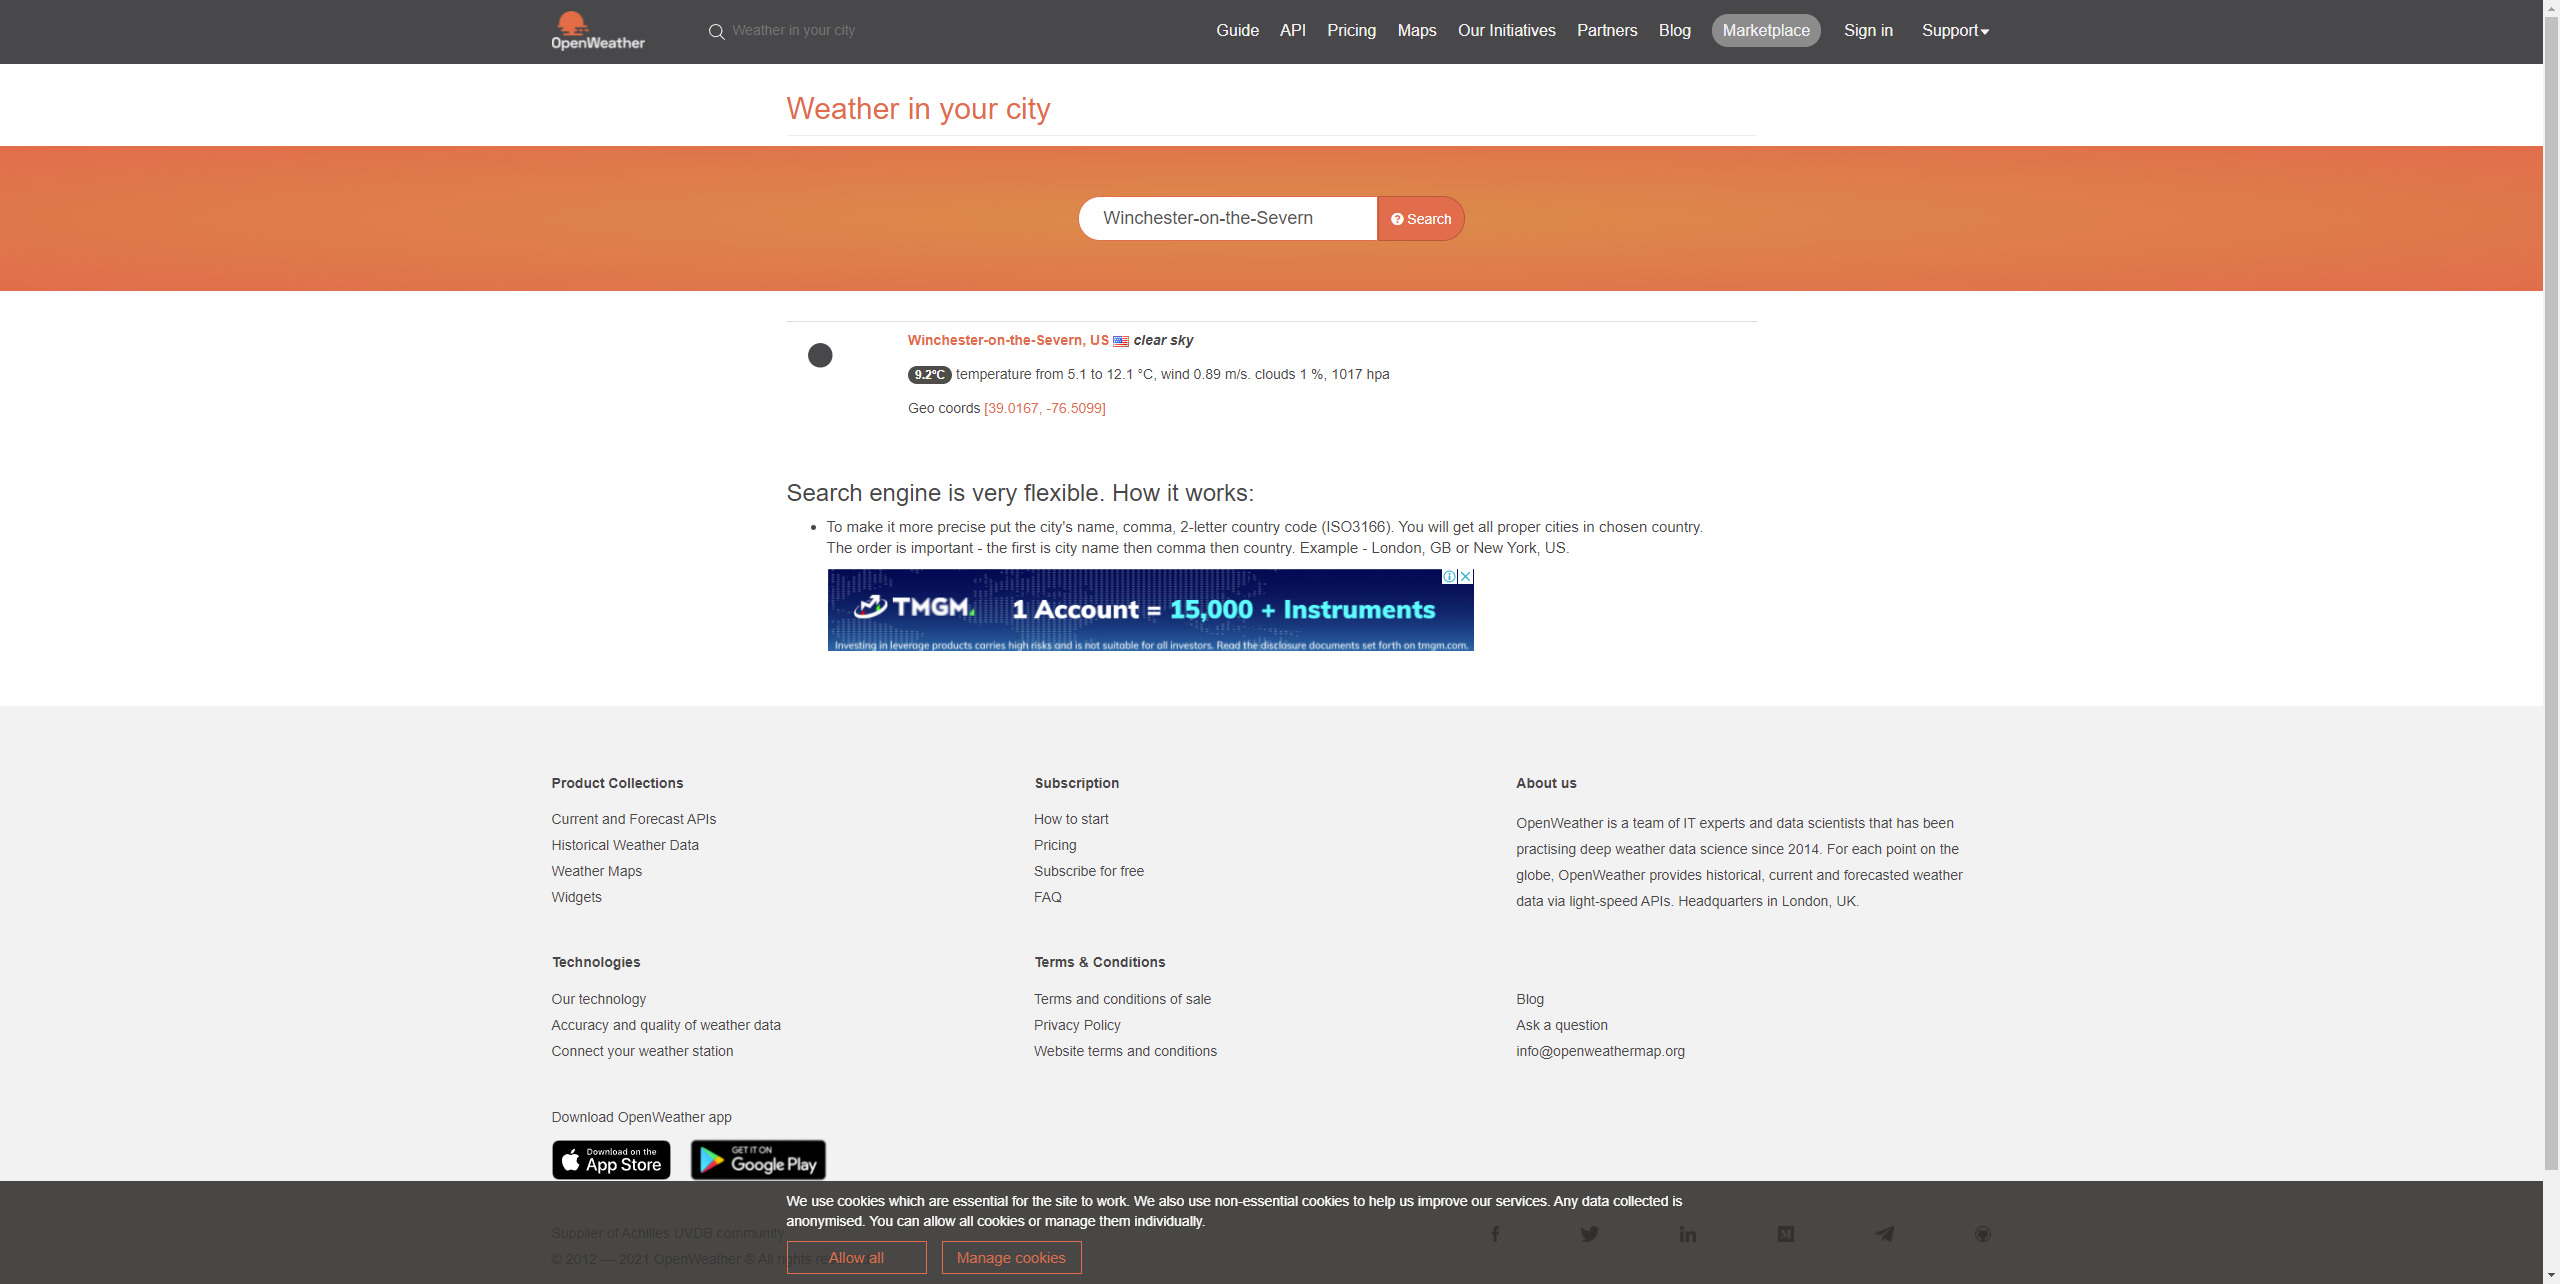 OpenWeather
Weather in your city
Guide
API
Pricing
Maps
Our Initiatives
Partners
Blog
Marketplace
Sign in
Support
Weather in your city
Winchester-on-the-Severn
Search
Winchester-on-the-Severn, US clear sky
9.2°C temperature from 5.1 to 12.1 °C, wind 0.89 m/s. clouds 1 %, 1017 hpa
Geo coords [39.0167, -76.5099]
Search engine is very flexible. How it works:
To make it more precise put the city's name, comma, 2-letter country code (ISO3166). You will get all proper cities in chosen country.
The order is important - the first is city name then comma then country. Example - London, GB or New York, US.
TMGM. 1 Account = 15,000 + Instruments
Investing in leverage products carries high risks and is not suitable for all investors. Read the disclosure documents set forth on tmgm.com.
Product Collections
Current and Forecast APIs
Historical Weather Data
Weather Maps
Widgets
Subscription
How to start
Pricing
Subscribe for free
FAQ
About us
OpenWeather is a team of IT experts and data scientists that has been
practising deep weather data science since 2014. For each point on the
globe, OpenWeather provides historical, current and forecasted weather
data via light-speed APIs. Headquarters in London, UK.
Technologies
Our technology
Accuracy and quality of weather data
Connect your weather station
Terms & Conditions
Terms and conditions of sale
Privacy Policy
Website terms and conditions
Blog
Ask a question
info@openweathermap.org
Download OpenWeather app
Download on the
App Store
GET IT ON
Google Play
We use cookies which are essential for the site to work. We also use non-essential cookies to help us improve our services. Any data collected is
anonymised. You can allow all cookies or manage them individually.
Supplier of Achilles UVDB community
© 2012 — 2021 OpenWeather ® All rights
Allow all
Manage cookies